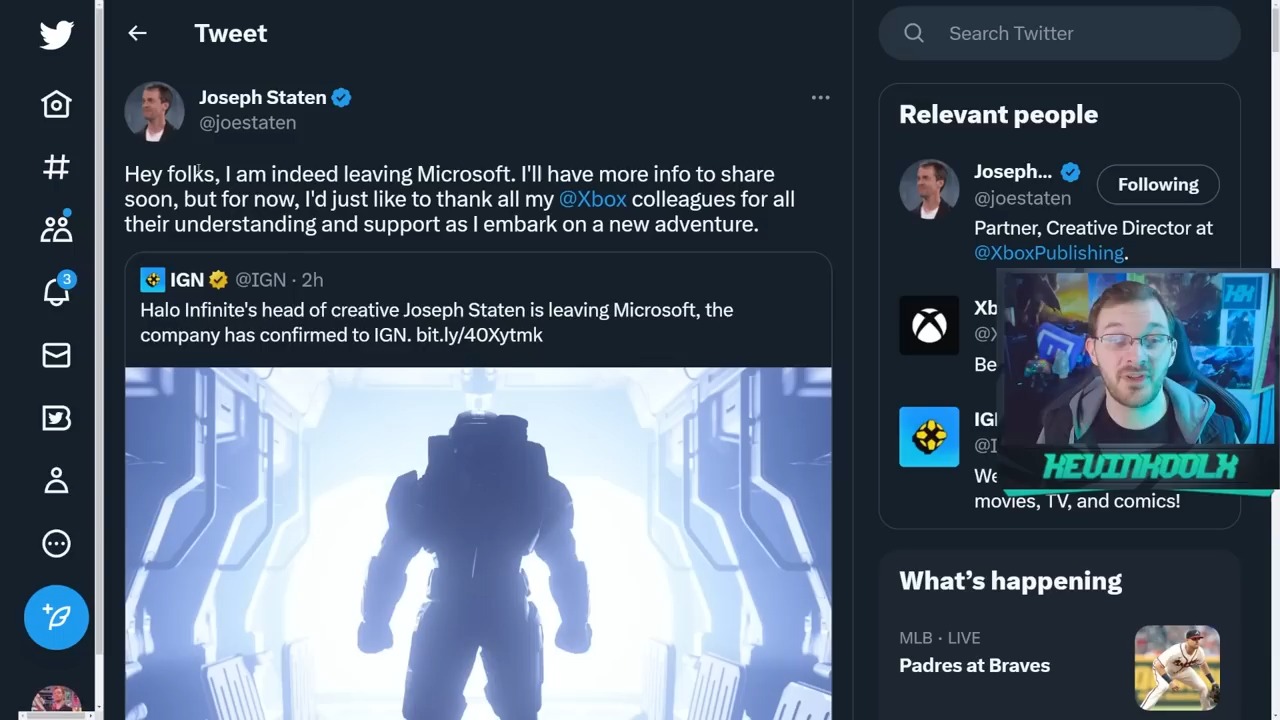 Tweet
Joseph Staten
@joestaten
Hey folks, I am indeed leaving Microsoft. I'll have more info to share
soon, but for now, I'd just like to thank all my @Xbox colleagues for all
their understanding and support as I embark on a new adventure.
IGN @IGN · 2h
Halo Infinite's head of creative Joseph Staten is leaving Microsoft, the
company has confirmed to IGN. bit.ly/40Xytmk
3
Search Twitter
Relevant people
Joseph...
@joestaten
Following
Partner, Creative Director at
@XboxPublishing.
Xb
@
Be
IGN
@I
We
movies, TV, and comics!
KEVINKOOLX
What's happening
MLB · LIVE
Padres at Braves